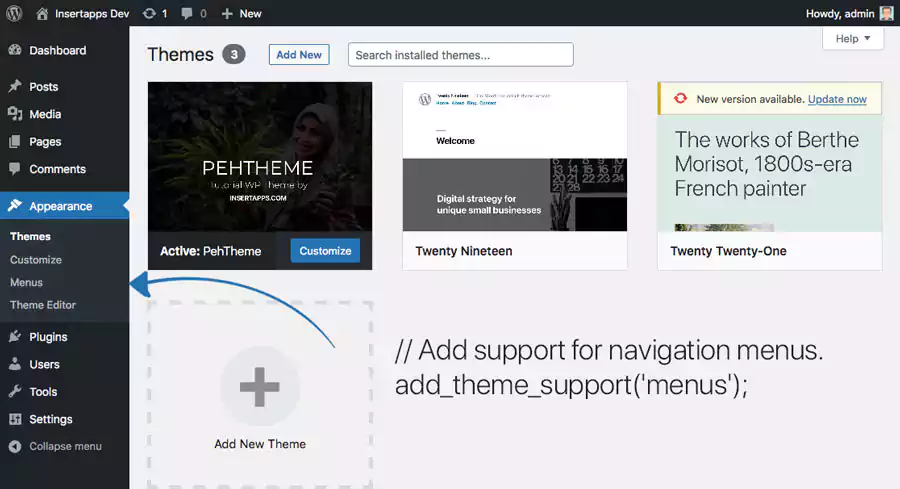 Insertapps Dev
1
0
New
Howdy, admin
Dashboard
Posts
Media
Pages
Comments
Appearance
Themes
Customize
Menus
Theme Editor
Plugins
Users
Tools
Settings
Collapse menu
Help
Themes
3
Add New
Search installed themes...
PEHTHEME
Tutorial WP Theme by
INSERTAPPS.COM
Active: PehTheme
Customize
Home About Blog Contact
Welcome
Digital strategy for
unique small businesses
Twenty Nineteen
New version available. Update now
The works of Berthe
Morisot, 1800s-era
French painter
Twenty Twenty-One
Add New Theme
// Add support for navigation menus.
add_theme_support('menus');